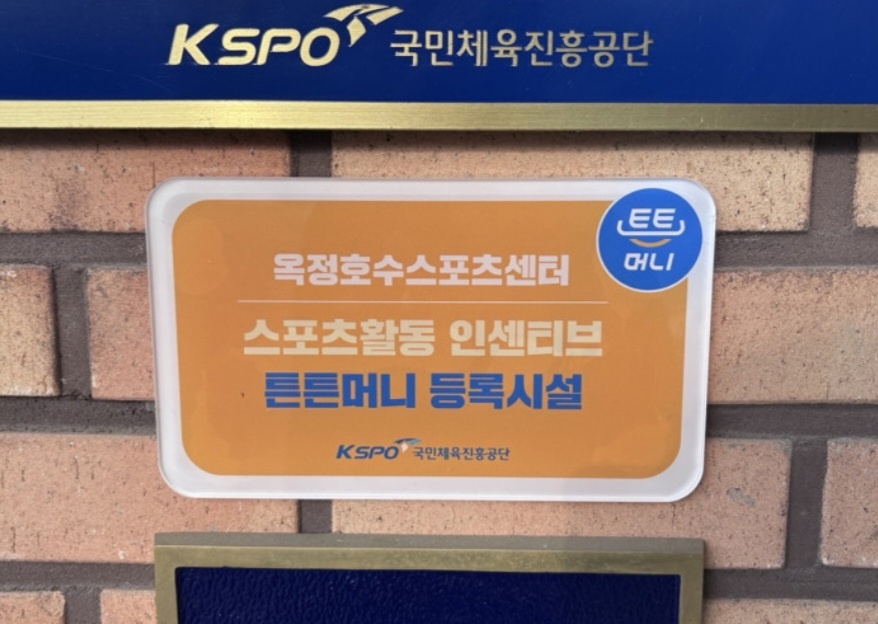 KSPO 국민체육진흥공단
튼튼
머니
옥정호수스포츠센터
스포츠활동 인센티브
튼튼머니 등록시설
KSPO 국민체육진흥공단